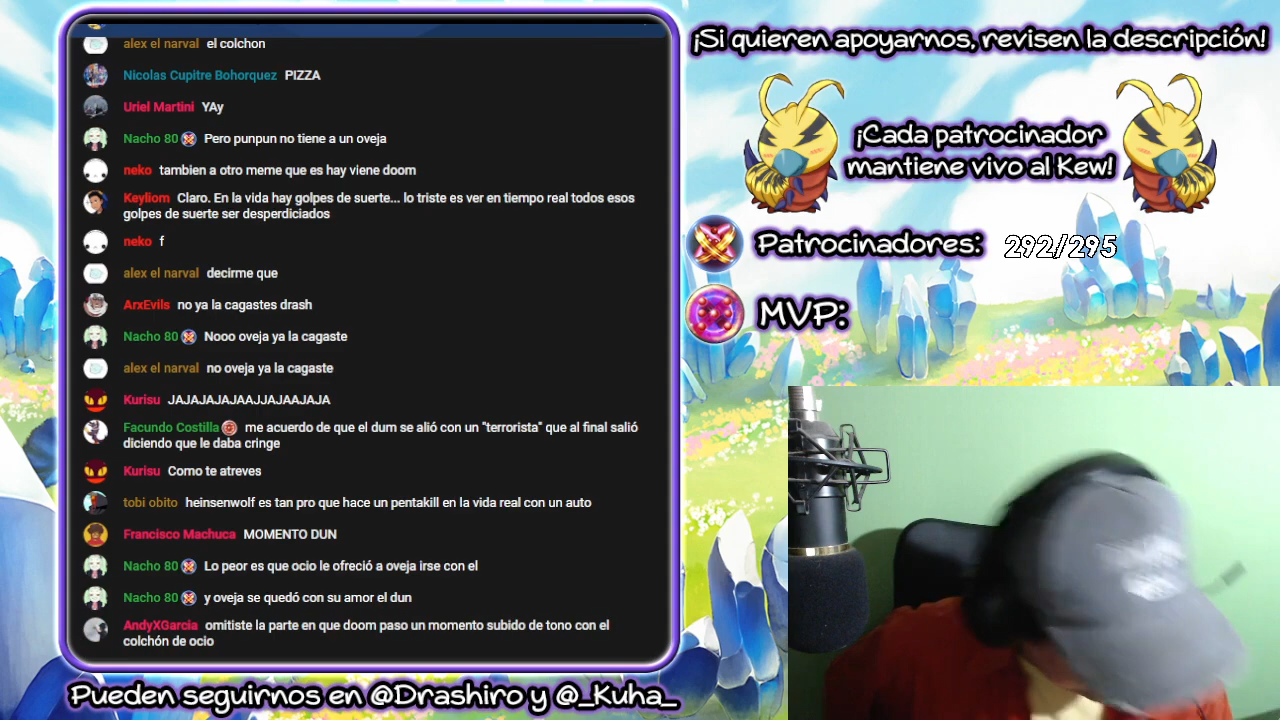 alex el narval el colchon
Nicolas Cupitre Bohorquez PIZZA
Uriel Martini YAy
Nacho 80 Pero punpun no tiene a un oveja
neko tambien a otro meme que es hay viene doom
Keyliom Claro. En la vida hay golpes de suerte... lo triste es ver en tiempo real todos esos
golpes de suerte ser desperdiciados
neko f
alex el narval decirme que
ArxEvils no ya la cagastes drash
Nacho 80 Nooo oveja ya la cagaste
alex el narval no oveja ya la cagaste
Kurisu JAJAJAJAJAAJJAJAAJAJA
Facundo Costilla me acuerdo de que el dum se alió con un "terrorista" que al final salió
diciendo que le daba cringe
Kurisu Como te atreves
tobi obito heinsenwolf es tan pro que hace un pentakill en la vida real con un auto
Francisco Machuca MOMENTO DUN
Nacho 80 Lo peor es que ocio le ofreció a oveja irse con el
Nacho 80 y oveja se quedó con su amor el dun
AndyXGarcia omitiste la parte en que doom paso un momento subido de tono con el
colchón de ocio
Pueden seguirnos en @Drashiro y @_Kuha_
¡Si quieren apoyarnos, revisen la descripción!
¡Cada patrocinador
mantiene vivo al Kew!
Patrocinadores: 292/295
MVP: